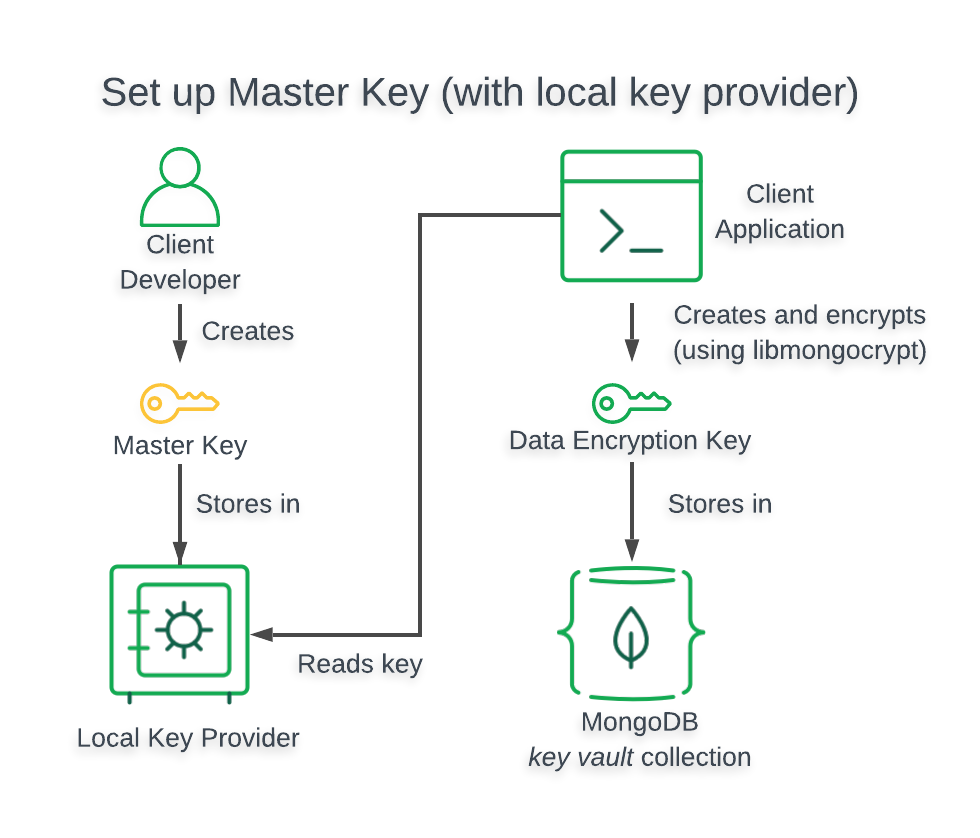 Set up Master Key (with local key provider)
Client
Developer
Creates
Master Key
Stores in
Local Key Provider
Reads key
Client
Application
Creates and encrypts
(using libmongocrypt)
Data Encryption Key
Stores in
MongoDB
key vault collection